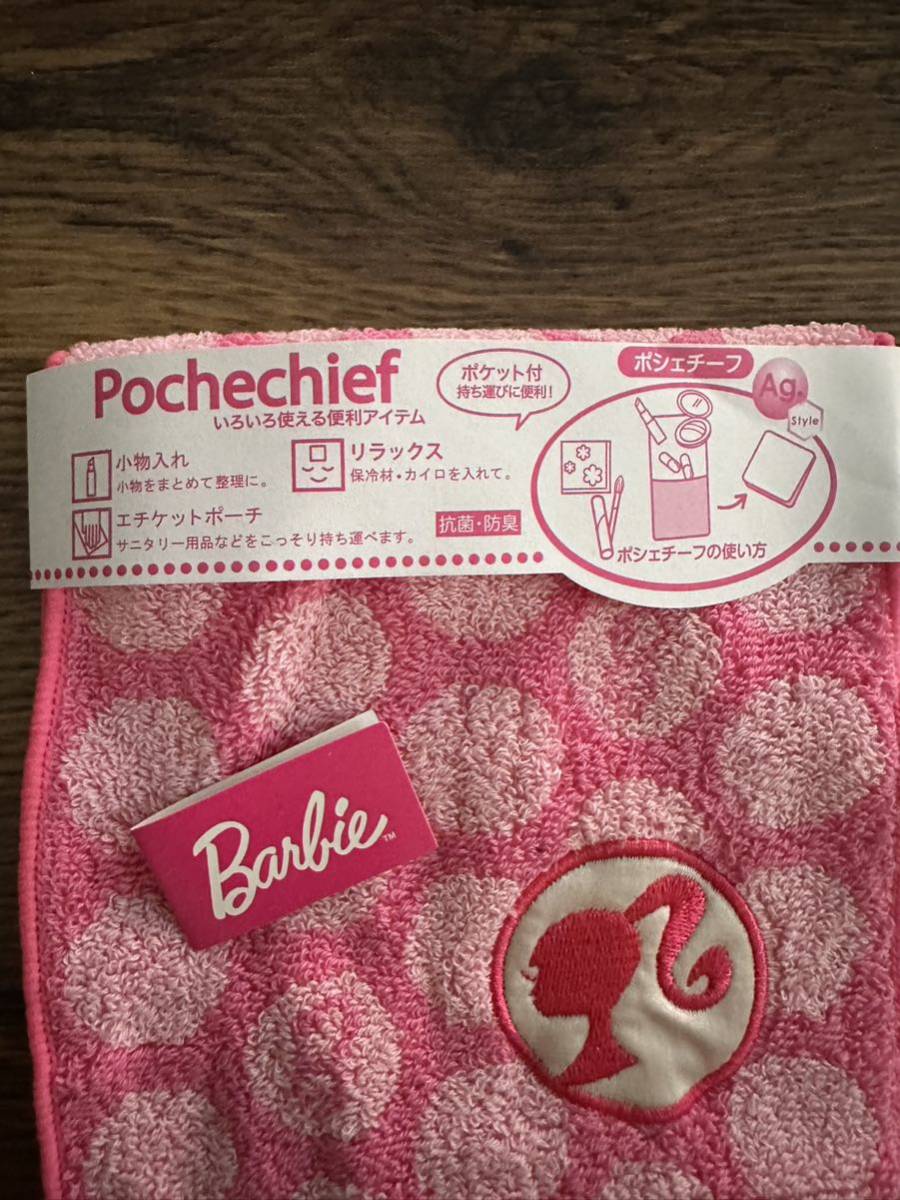 Pochechief
いろいろ使える便利アイテム
ポケット付
持ち運びに便利!
ポシェチーフ
Ag.
Style
小物入れ
小物をまとめて整理に。
リラックス
保冷材・カイロを入れて。
エチケットポーチ
サニタリー用品などをこっそり持ち運べます。
抗菌・防臭
ポシェチーフの使い方
Barbie™